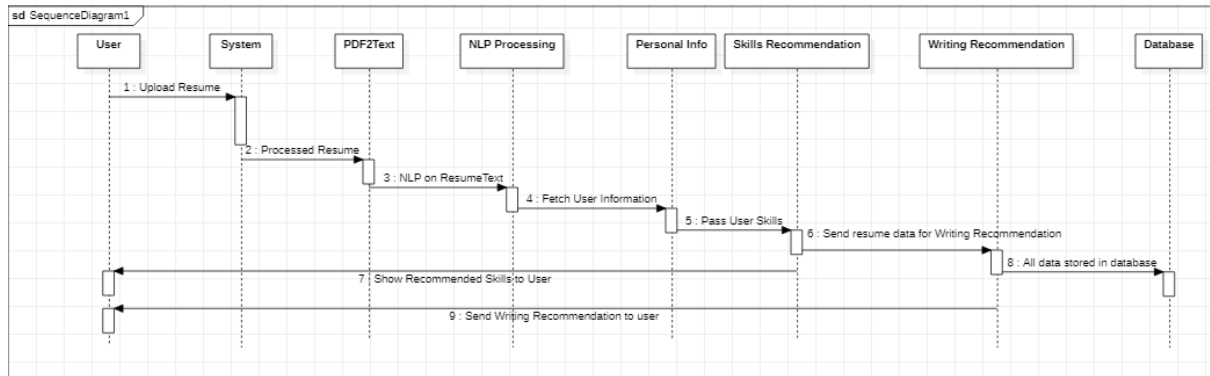 sd SequenceDiagram1
User
System
PDF2Text
NLP Processing
Personal Info
Skills Recommendation
Writing Recommendation
Database
1 : Upload Resume
2 : Processed Resume
3 : NLP on ResumeText
4 : Fetch User Information
5 : Pass User Skills
6 : Send resume data for Writing Recommendation
8 : All data stored in database
7 : Show Recommended Skills to User
9 : Send Writing Recommendation to user